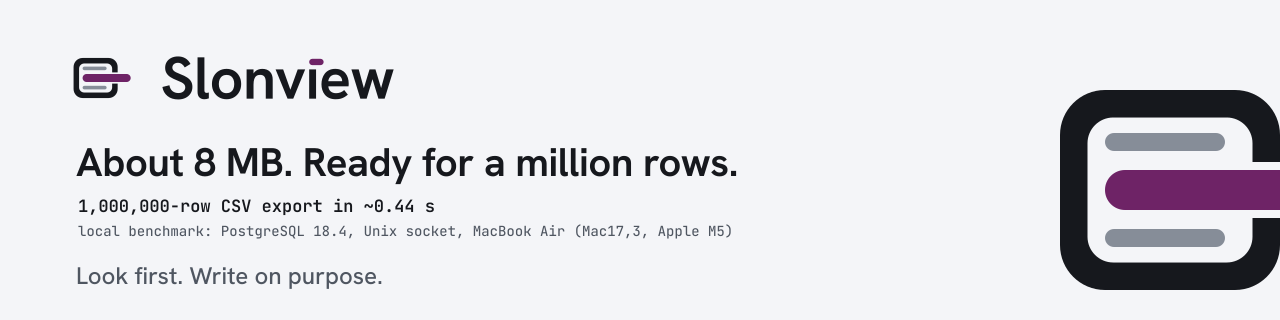 Slonview
About 8 MB. Ready for a million rows.
1,000,000-row CSV export in ~0.44 s
local benchmark: PostgreSQL 18.4, Unix socket, MacBook Air (Mac17,3, Apple M5)
Look first. Write on purpose.